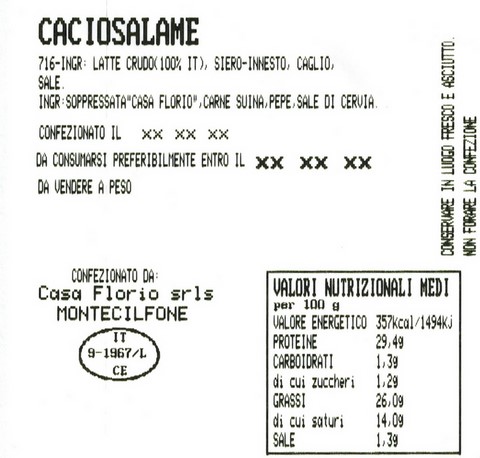 CACIOSALAME
716-INGR: LATTE CRUDO(100% IT), SIERO-INNESTO, CAGLIO,
SALE.
INGR:SOPPRESSATA"CASA FLORIO",CARNE SUINA,PEPE,SALE DI CERVIA.
CONFEZIONATO IL xx xx xx
DA CONSUMARSI PREFERIBILMENTE ENTRO IL xx xx xx
DA VENDERE A PESO
CONSERVARE IN LUOGO FRESCO E ASCIUTTO.
NON FORARE LA CONFEZIONE
CONFEZIONATO DA:
Casa Florio srls
MONTECILFONE
IT
9-1967/L
CE
VALORI NUTRIZIONALI MEDI
per 100 g
VALORE ENERGETICO 357kcal/1494kJ
PROTEINE 29,4g
CARBOIDRATI 1,3g
di cui zuccheri 1,2g
GRASSI 26,0g
di cui saturi 14,0g
SALE 1,3g